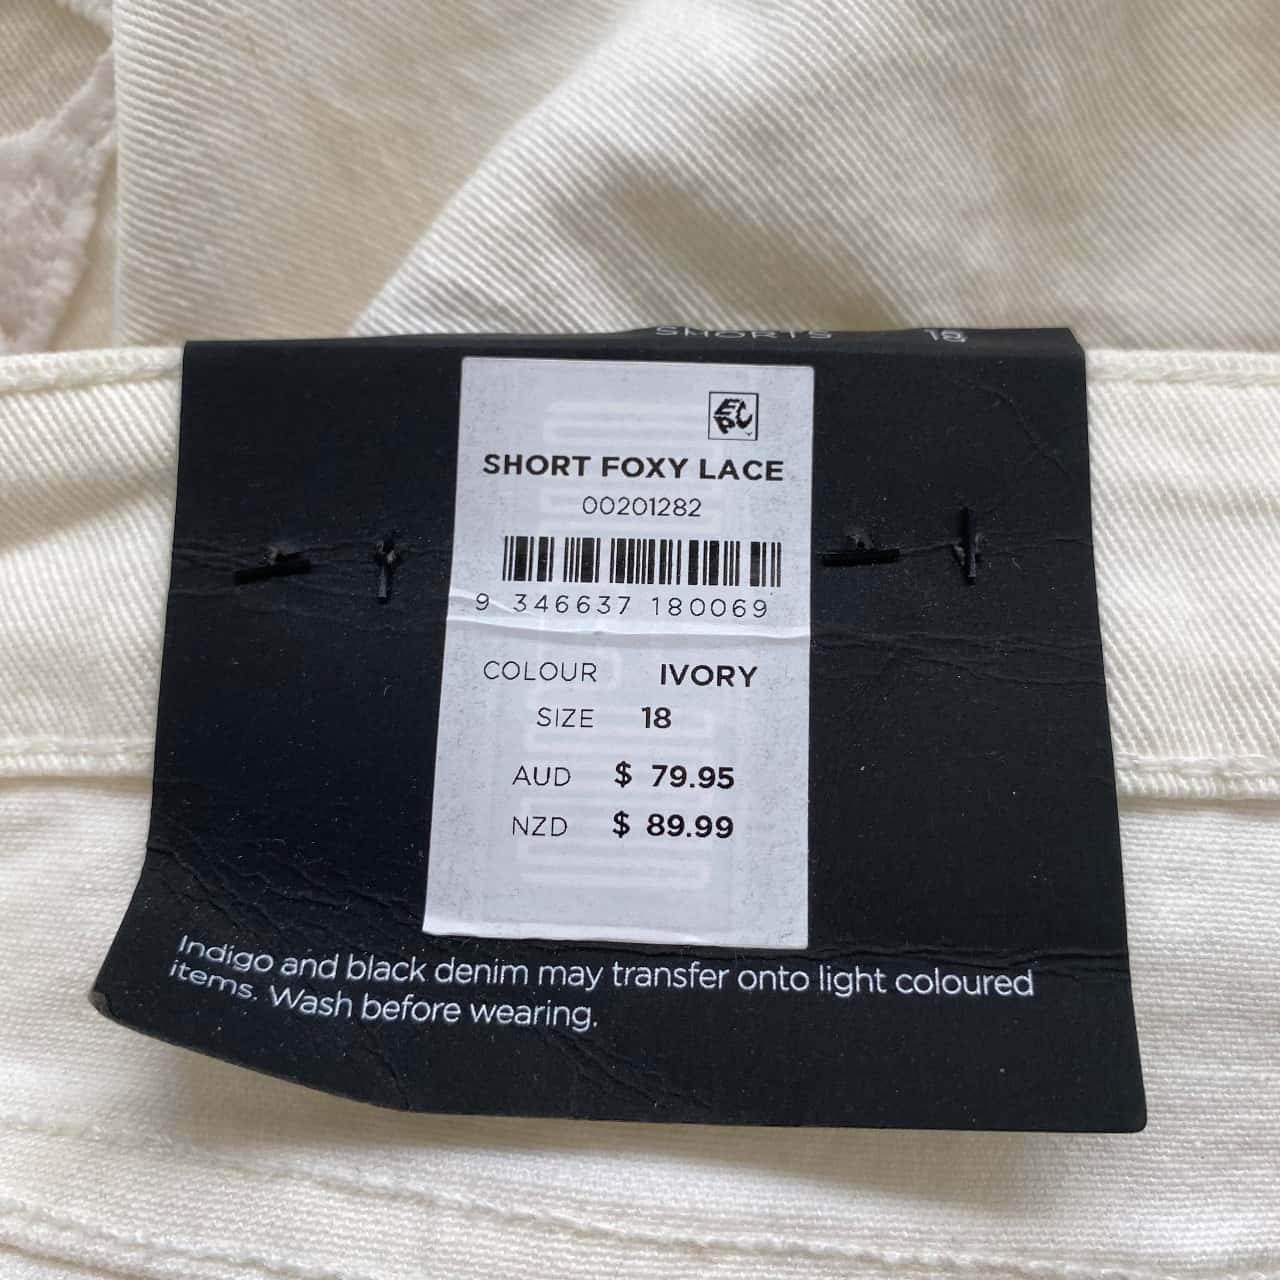 SHORTS 18
SHORT FOXY LACE
00201282
9 346637 180069
COLOUR IVORY
SIZE 18
AUD $ 79.95
NZD $ 89.99
Indigo and black denim may transfer onto light coloured
items. Wash before wearing.